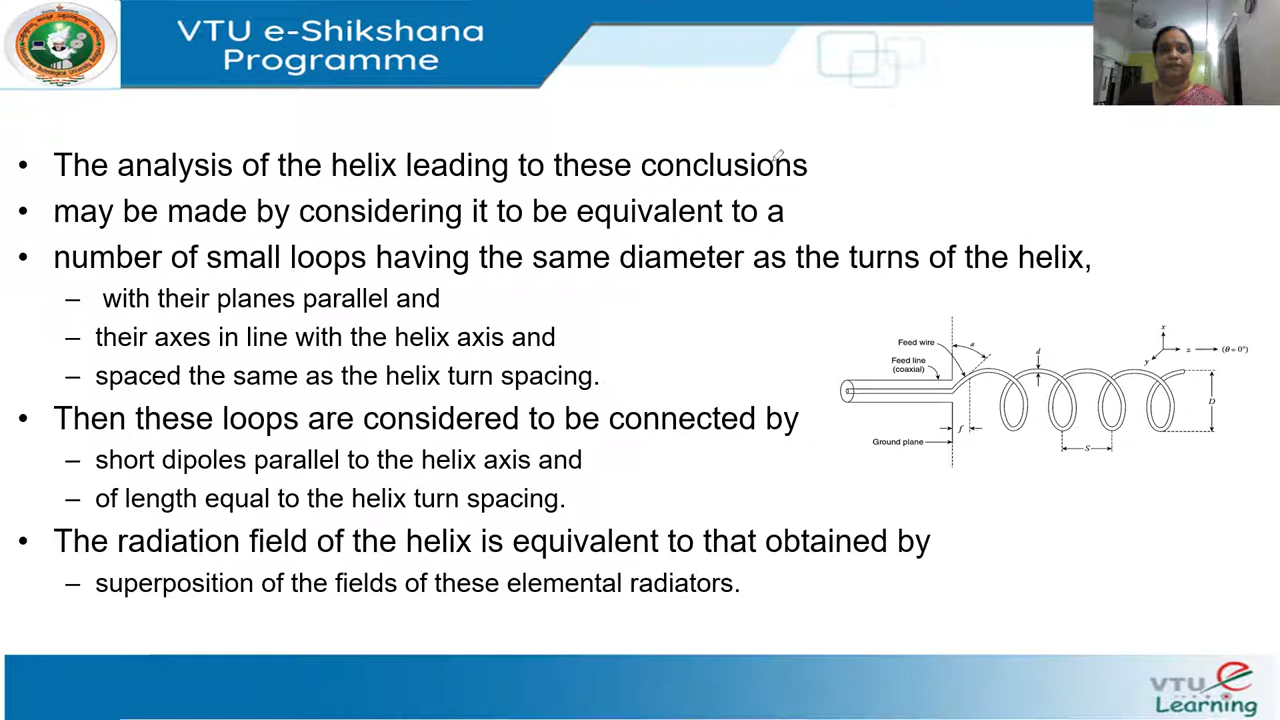 VTU e-Shikshana
Programme
• The analysis of the helix leading to these conclusions
• may be made by considering it to be equivalent to a
• number of small loops having the same diameter as the turns of the helix,
– with their planes parallel and
– their axes in line with the helix axis and
– spaced the same as the helix turn spacing.
• Then these loops are considered to be connected by
– short dipoles parallel to the helix axis and
– of length equal to the helix turn spacing.
• The radiation field of the helix is equivalent to that obtained by
– superposition of the fields of these elemental radiators.
Feed wire
Feed line
(coaxial)
Ground plane
f
d
S
D
x
y
z
(θ = 0°)
VTU e
Learning